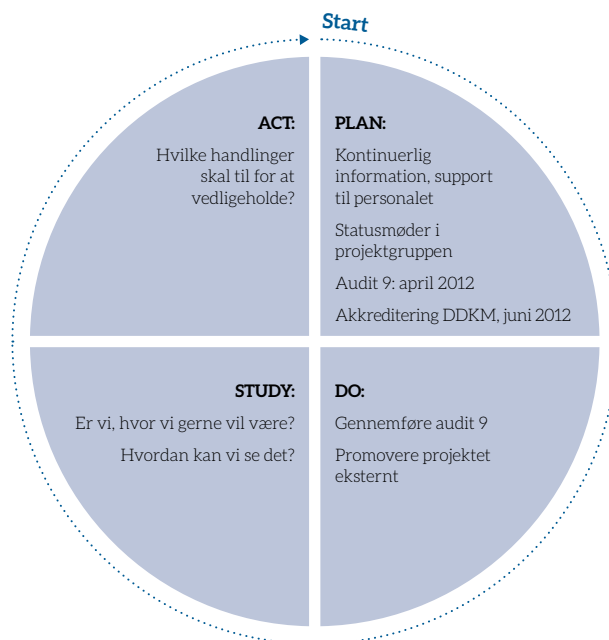 Start
PLAN:
Kontinuerlig
information, support
til personalet
Statusmøder i
projektgruppen
Audit 9: april 2012
Akkreditering DDKM, juni 2012
DO:
Gennemføre audit 9
Promovere projektet
eksternt
STUDY:
Er vi, hvor vi gerne vil være?
Hvordan kan vi se det?
ACT:
Hvilke handlinger
skal til for at
vedligeholde?